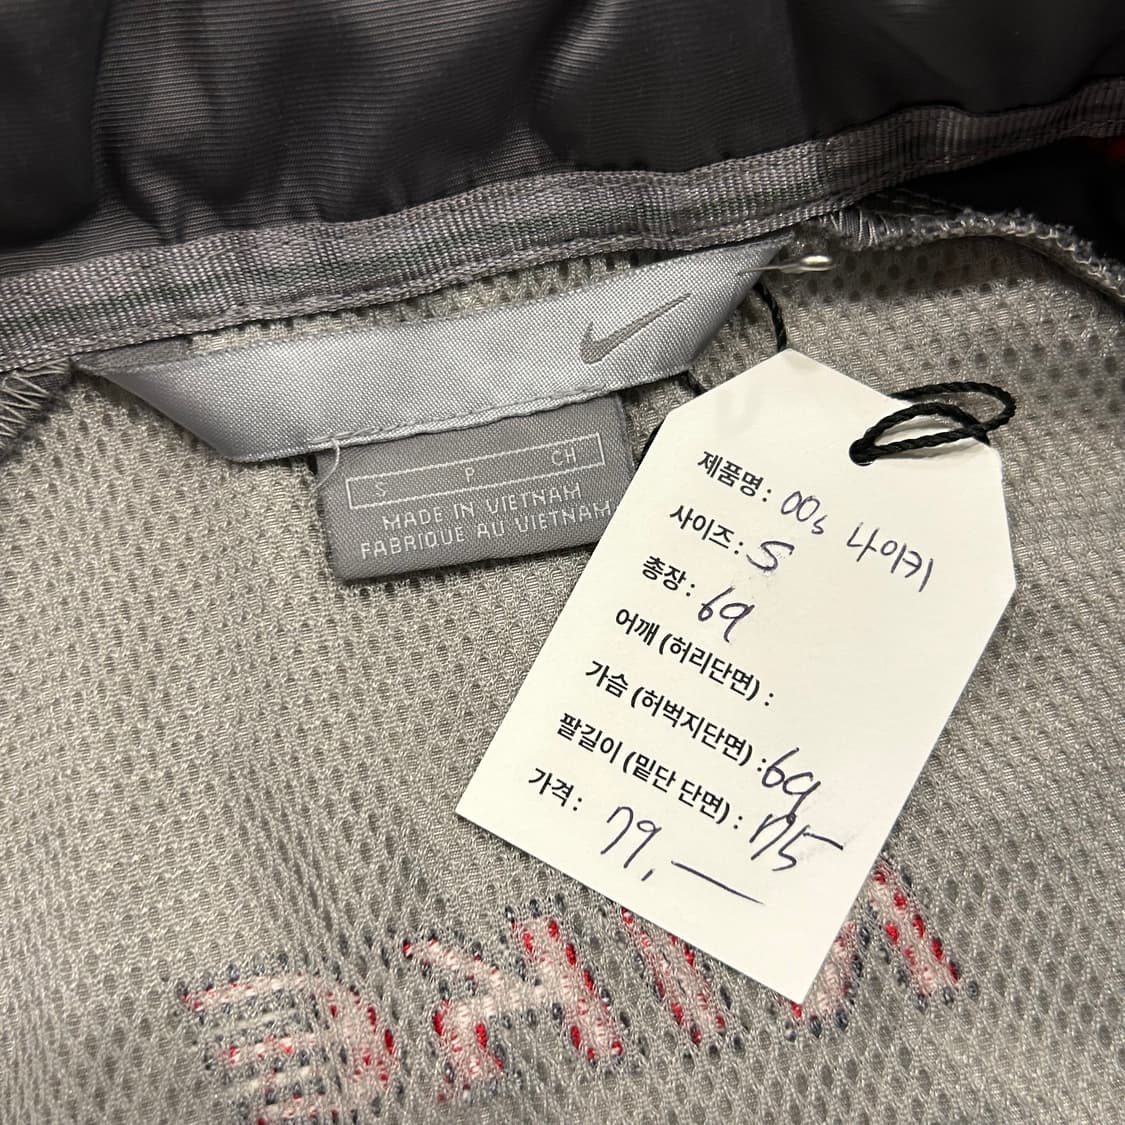 S P CH
MADE IN VIETNAM
FABRIQUE AU VIETNAM
제품명: 00s 나이키
사이즈: S
총장: 69
어깨 (허리단면) :
가슴 (허벅지단면) : 69
팔길이 (밑단 단면) : 75
가격: 79,—
NIKE